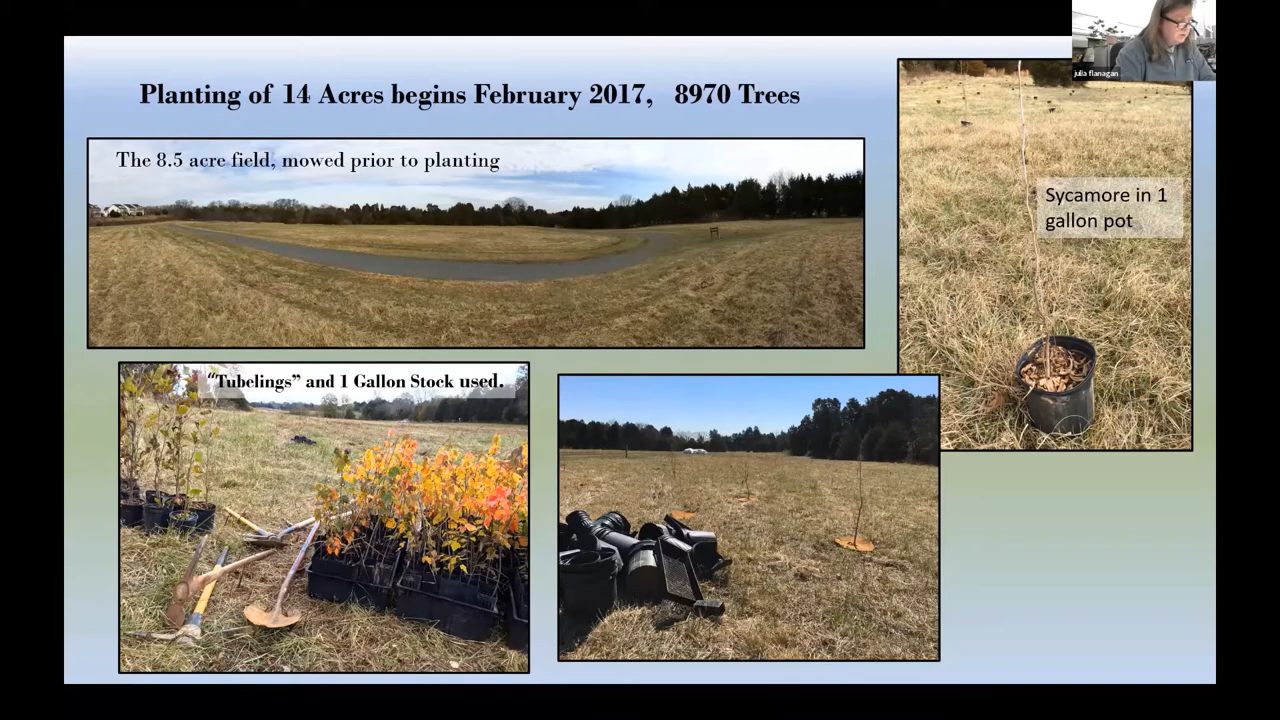 Planting of 14 Acres begins February 2017, 8970 Trees
The 8.5 acre field, mowed prior to planting
Sycamore in 1
gallon pot
“Tubelings” and 1 Gallon Stock used.
julia flanagan